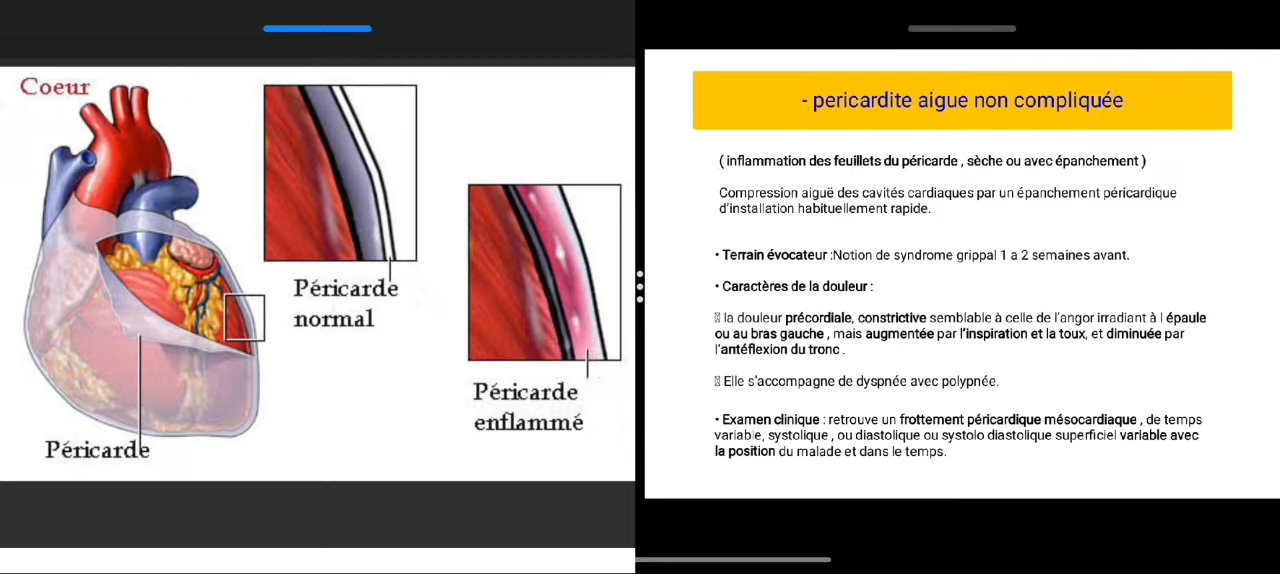 Coeur
Péricarde
normal
Péricarde
enflammé
Péricarde
- pericardite aigue non compliquée
( inflammation des feuillets du péricarde , sèche ou avec épanchement )
Compression aiguë des cavités cardiaques par un épanchement péricardique
d'installation habituellement rapide.
• Terrain évocateur :Notion de syndrome grippal 1 a 2 semaines avant.
• Caractères de la douleur :
la douleur précordiale, constrictive semblable à celle de l'angor irradiant à l épaule
ou au bras gauche , mais augmentée par l'inspiration et la toux, et diminuée par
l'antéflexion du tronc .
Elle s'accompagne de dyspnée avec polypnée.
• Examen clinique : retrouve un frottement péricardique mésocardiaque , de temps
variable, systolique , ou diastolique ou systolo diastolique superficiel variable avec
la position du malade et dans le temps.